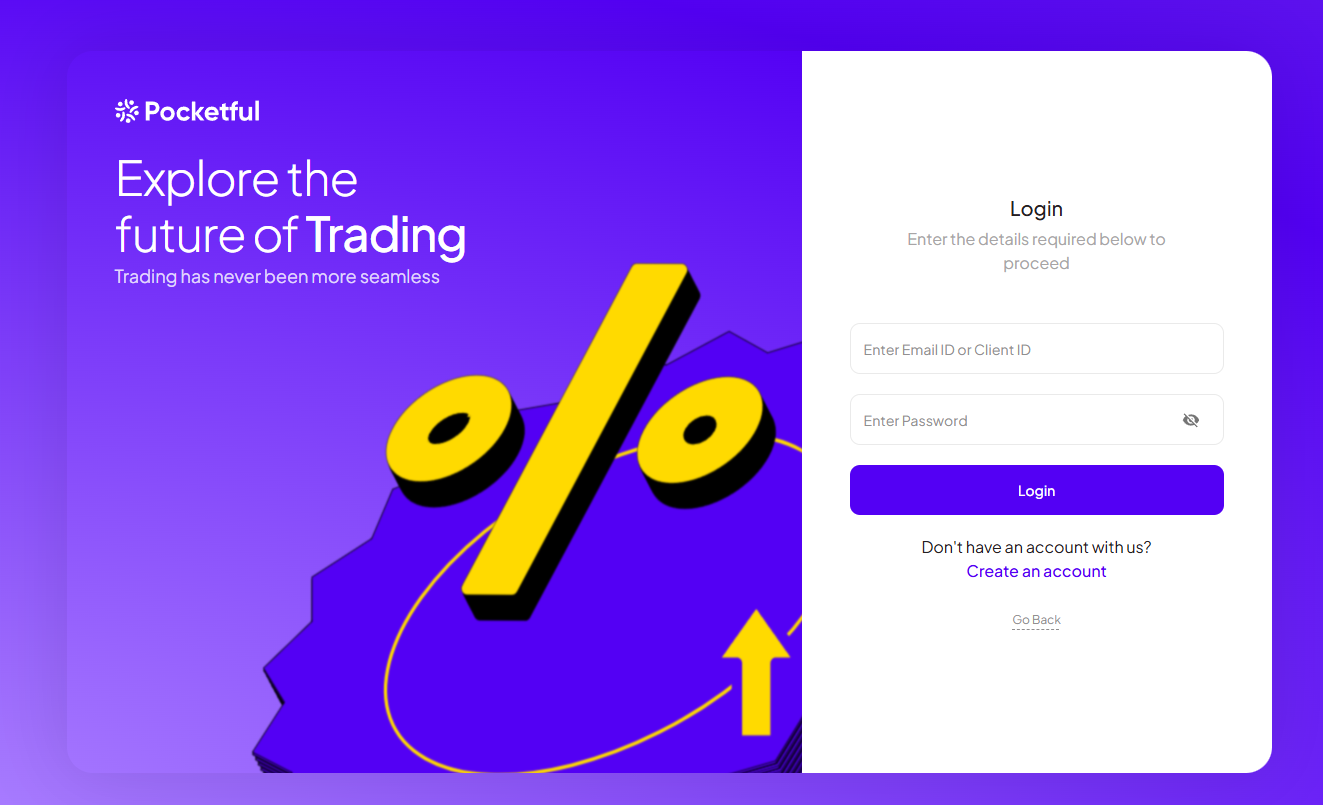 Pocketful
Explore the
future of Trading
Trading has never been more seamless
Login
Enter the details required below to
proceed
Enter Email ID or Client ID
Enter Password
Login
Don't have an account with us?
Create an account
Go Back